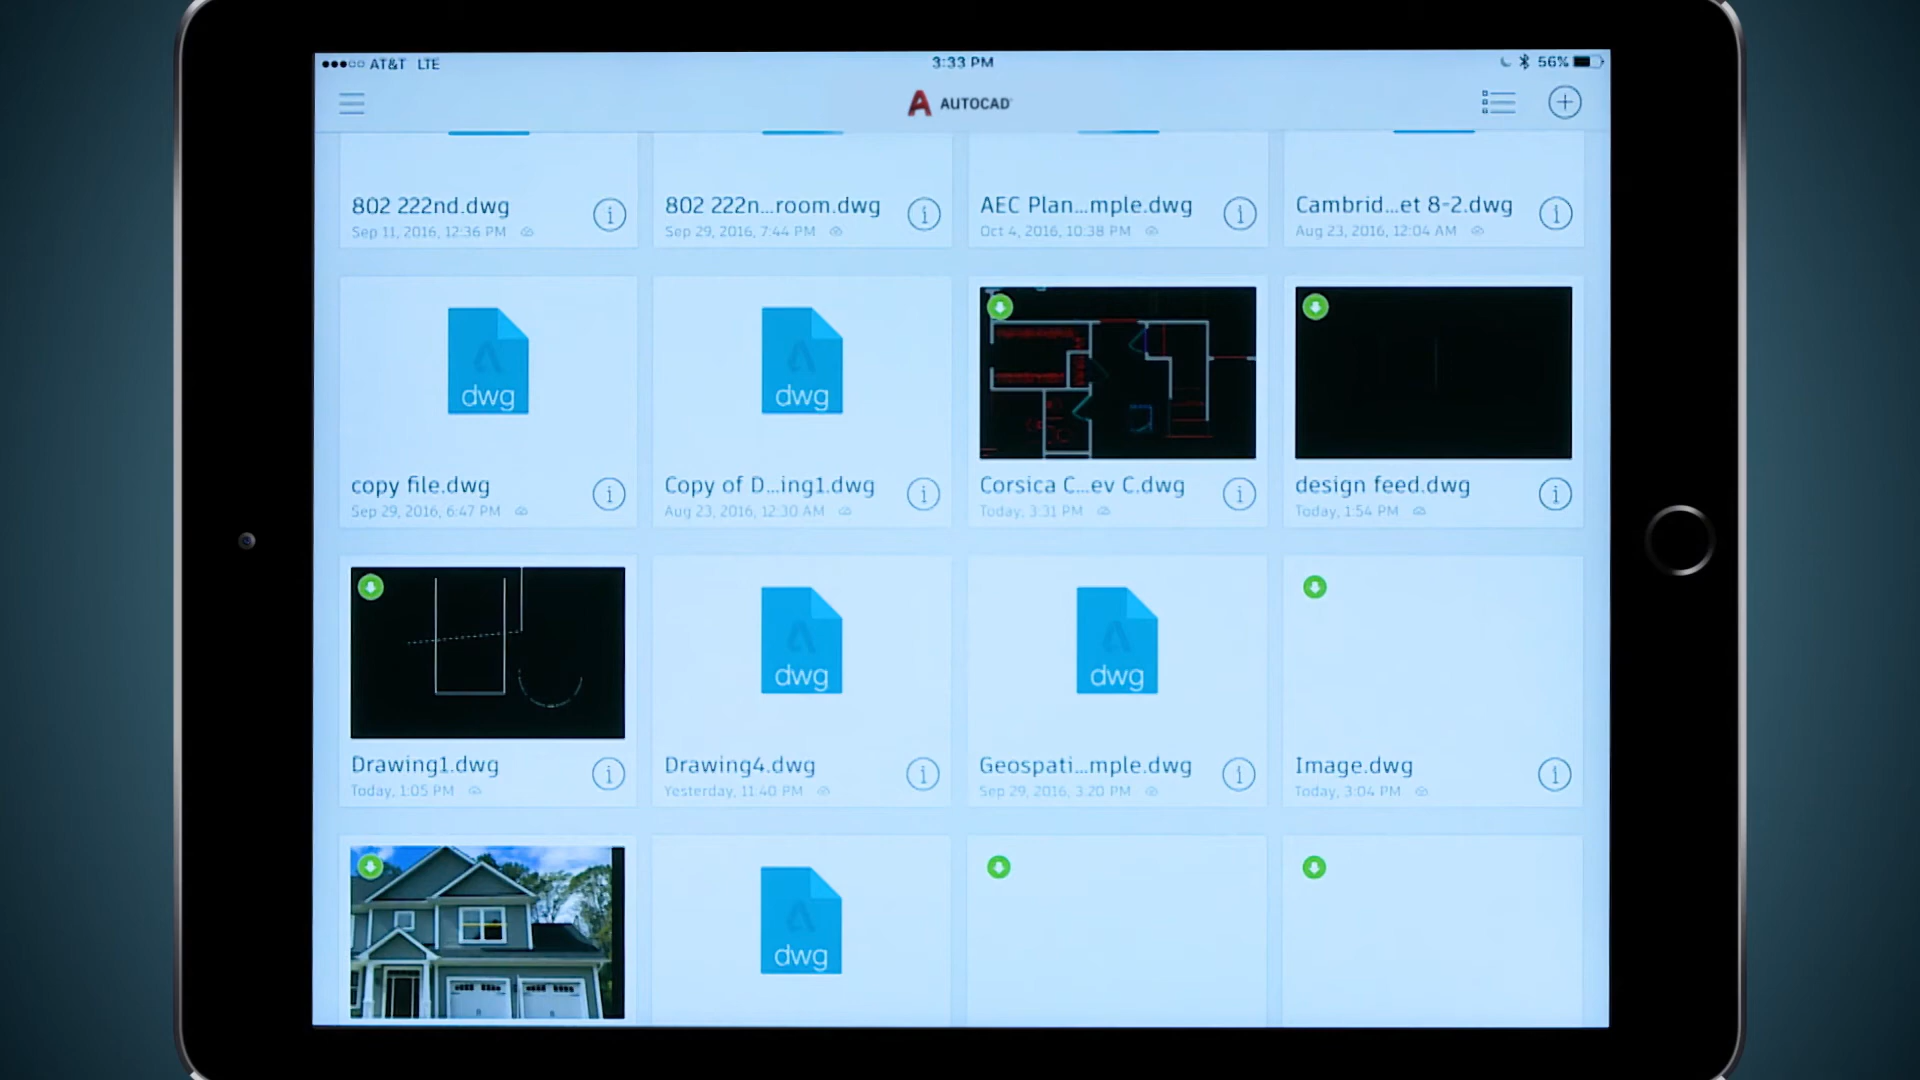 AT&T LTE 3:33 PM 56%
AUTOCAD
802 222nd.dwg 802 222n...room.dwg AEC Plan...mple.dwg Cambrid...et 8-2.dwg
Sep 11, 2016, 12:36 PM Sep 29, 2016, 7:44 PM Oct 4, 2016, 10:38 PM Aug 23, 2016, 12:04 AM
dwg dwg
copy file.dwg Copy of D...ing1.dwg Corsica C...ev C.dwg design feed.dwg
Sep 29, 2016, 6:47 PM Aug 23, 2016, 12:30 AM Today, 3:31 PM Today, 1:54 PM
dwg dwg
Drawing1.dwg Drawing4.dwg Geospati...mple.dwg Image.dwg
Today, 1:05 PM Yesterday, 11:40 PM Sep 29, 2016, 3:20 PM Today, 3:04 PM
dwg